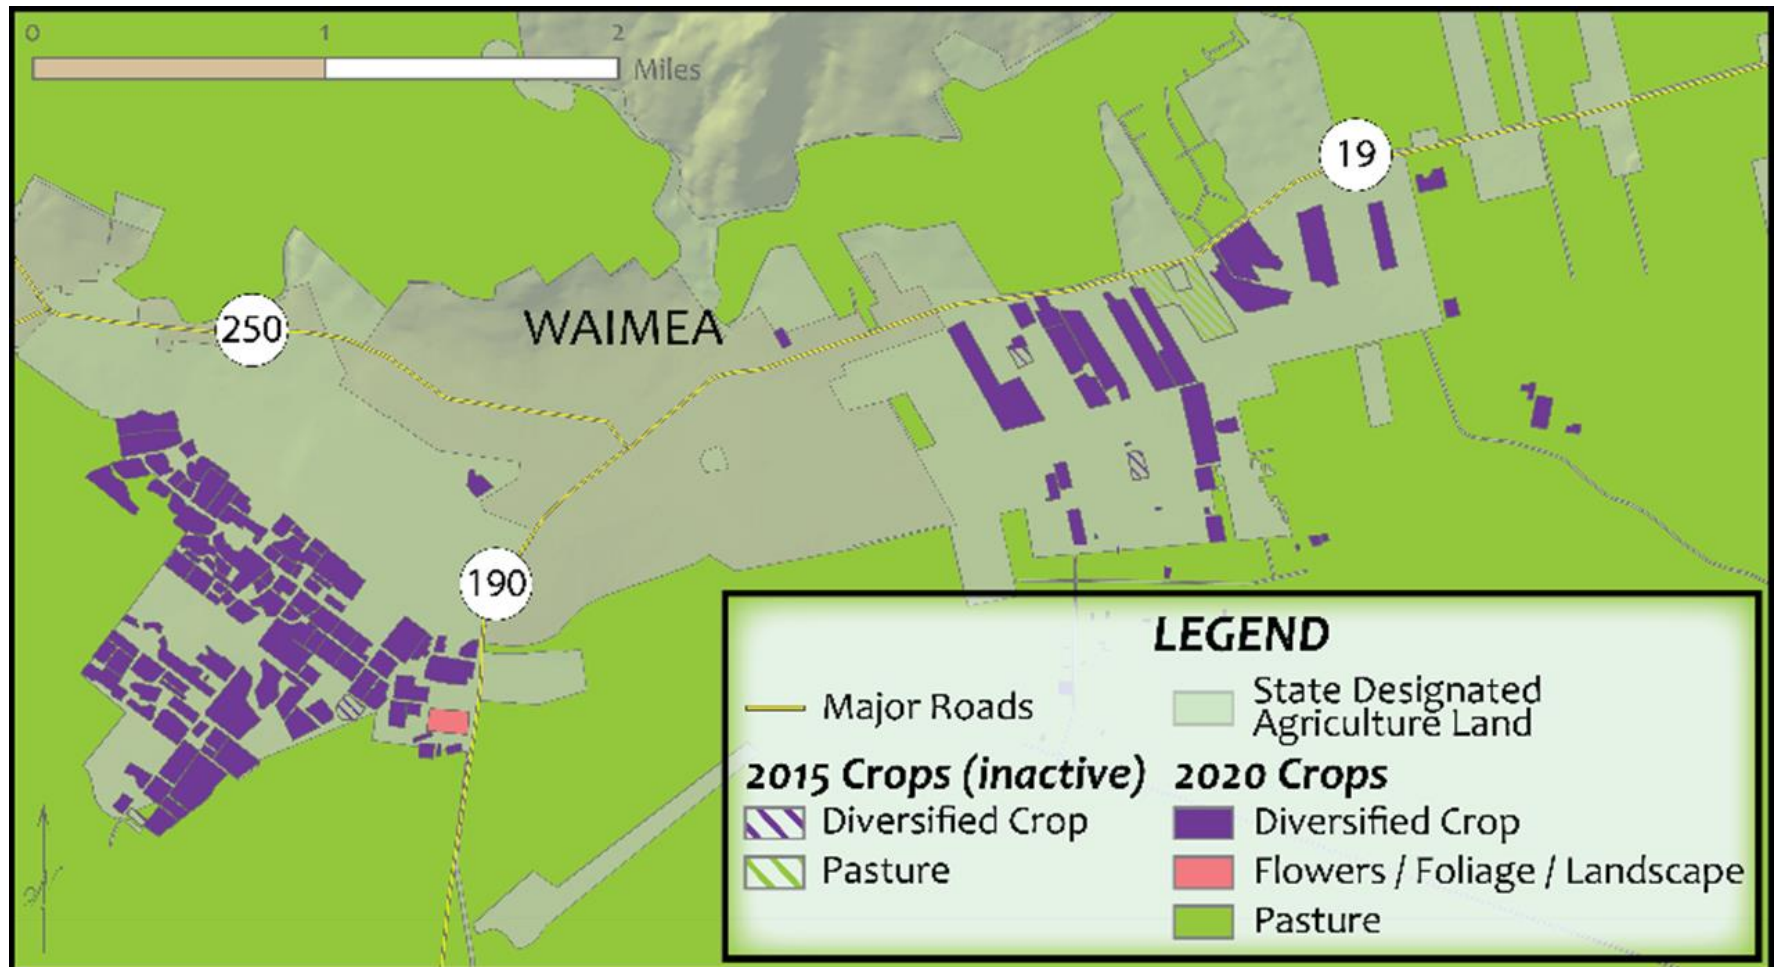 0 1 2
Miles
19
250
WAIMEA
190
LEGEND
Major Roads
State Designated
Agriculture Land
2015 Crops (inactive)
Diversified Crop
Pasture
2020 Crops
Diversified Crop
Flowers / Foliage / Landscape
Pasture